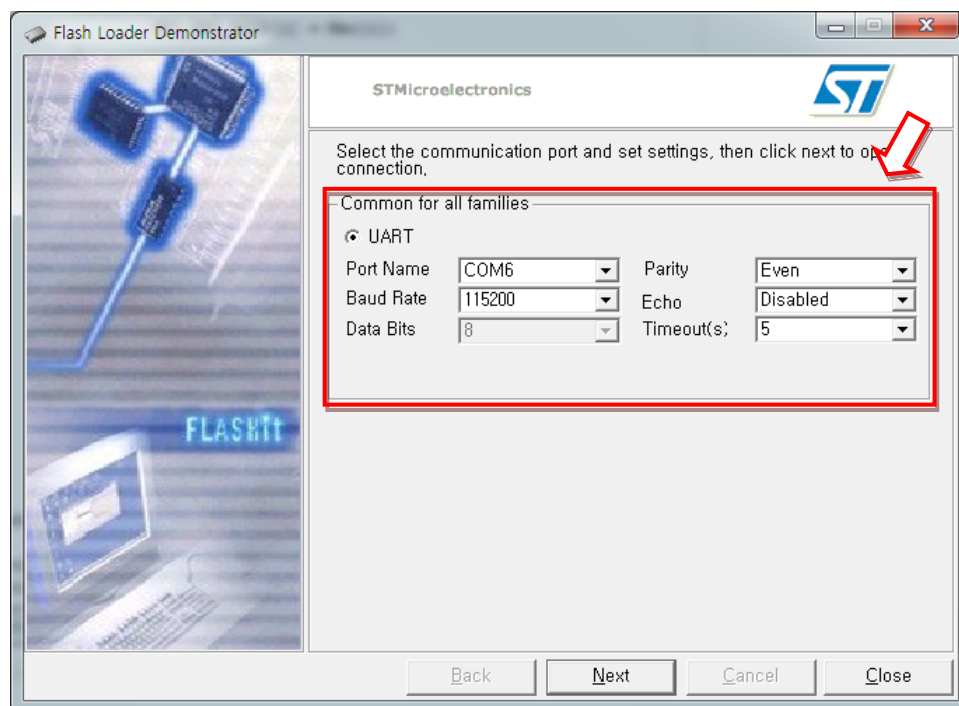 Flash Loader Demonstrator
STMicroelectronics
ST
Select the communication port and set settings, then click next to
connection,
Common for all families
UART
Port Name COM6 Parity Even
Baud Rate 115200 Echo Disabled
Data Bits 8 Timeout(s) 5
FLASHit
Back Next Cancel Close